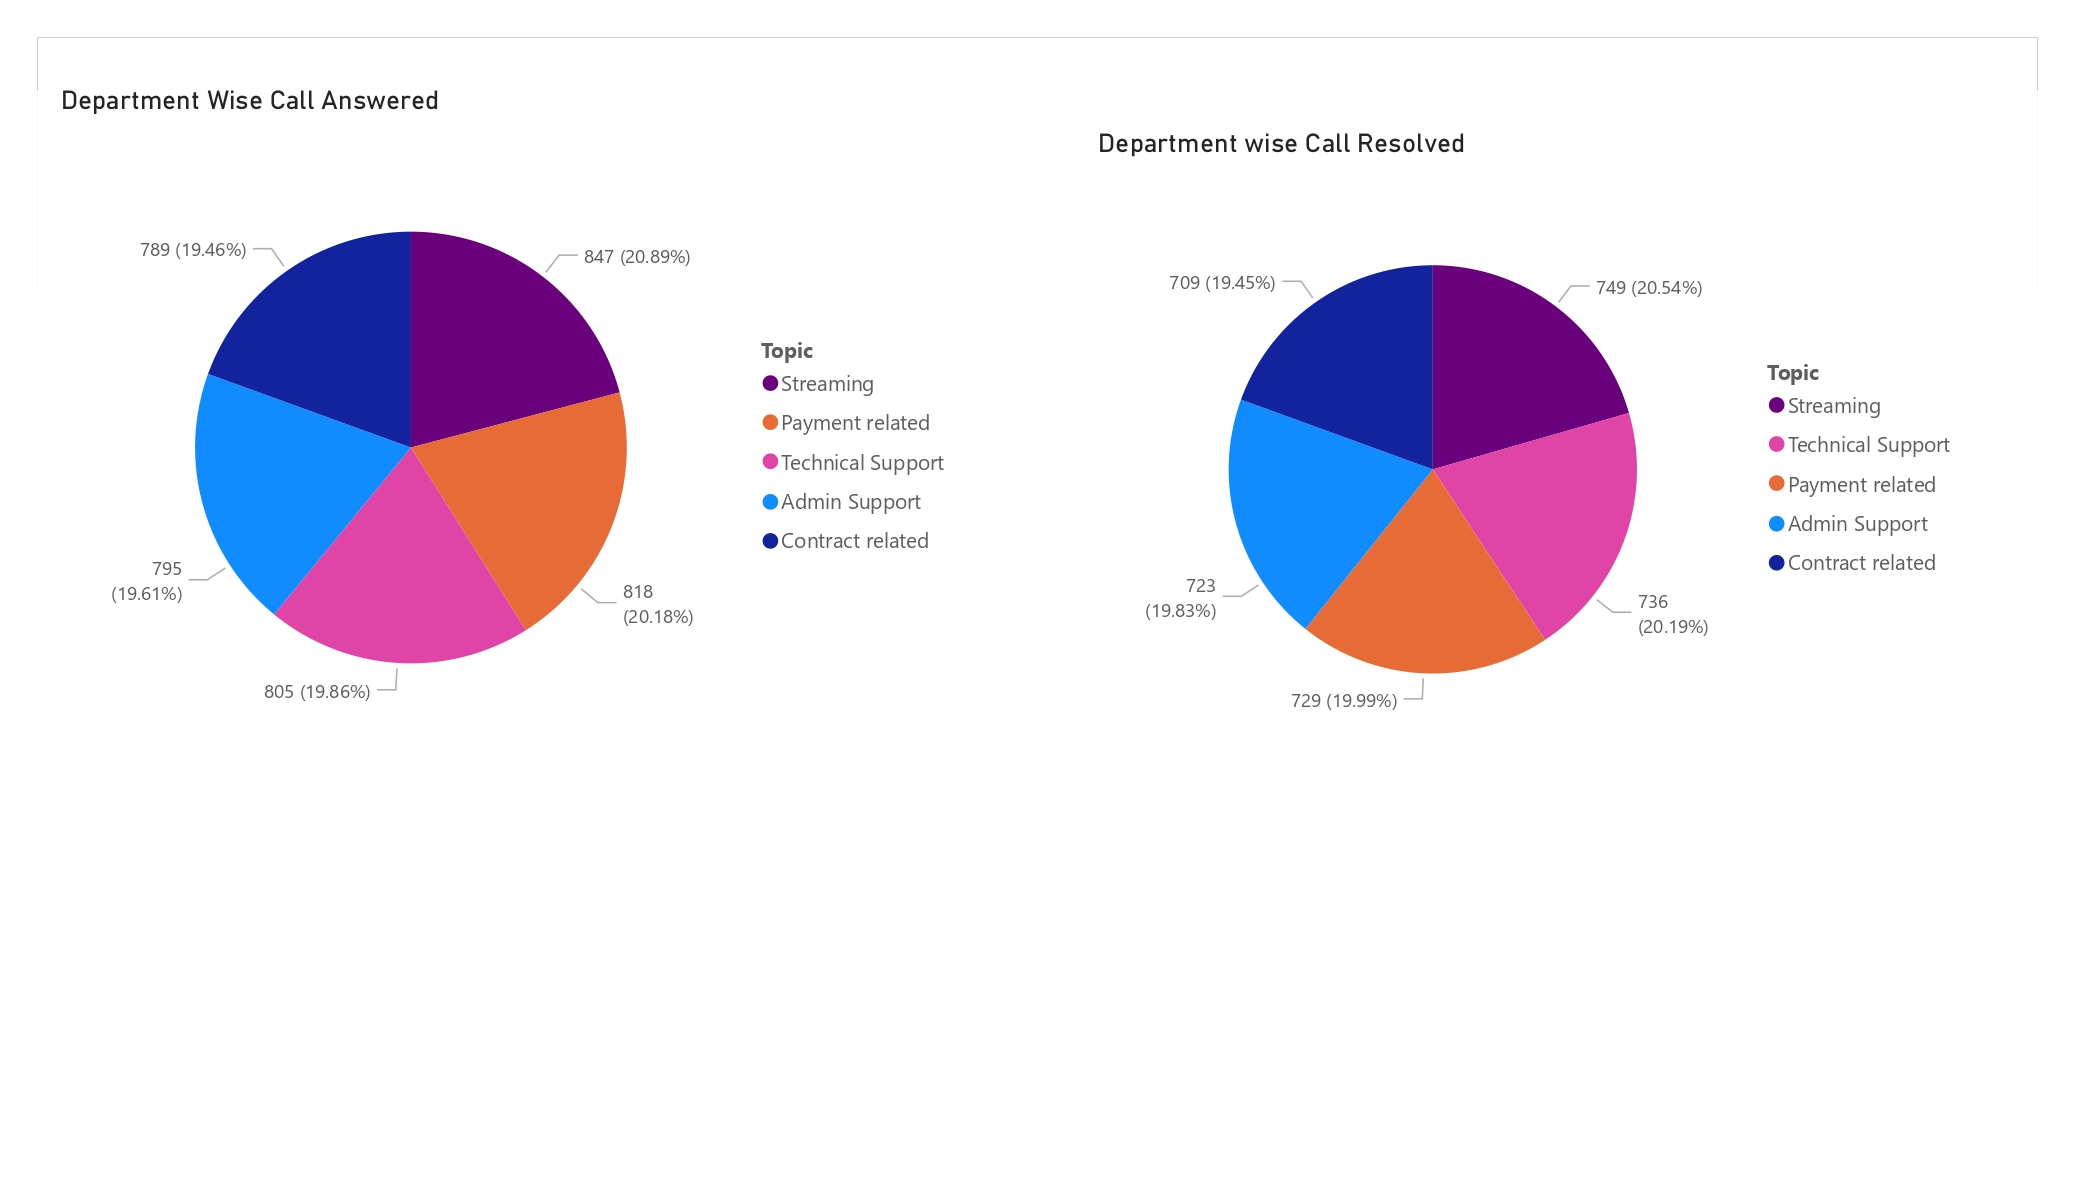 Department Wise Call Answered
789 (19.46%)
847 (20.89%)
795
(19.61%)
818
(20.18%)
805 (19.86%)
Topic
Streaming
Payment related
Technical Support
Admin Support
Contract related
Department wise Call Resolved
709 (19.45%)
749 (20.54%)
723
(19.83%)
736
(20.19%)
729 (19.99%)
Topic
Streaming
Technical Support
Payment related
Admin Support
Contract related